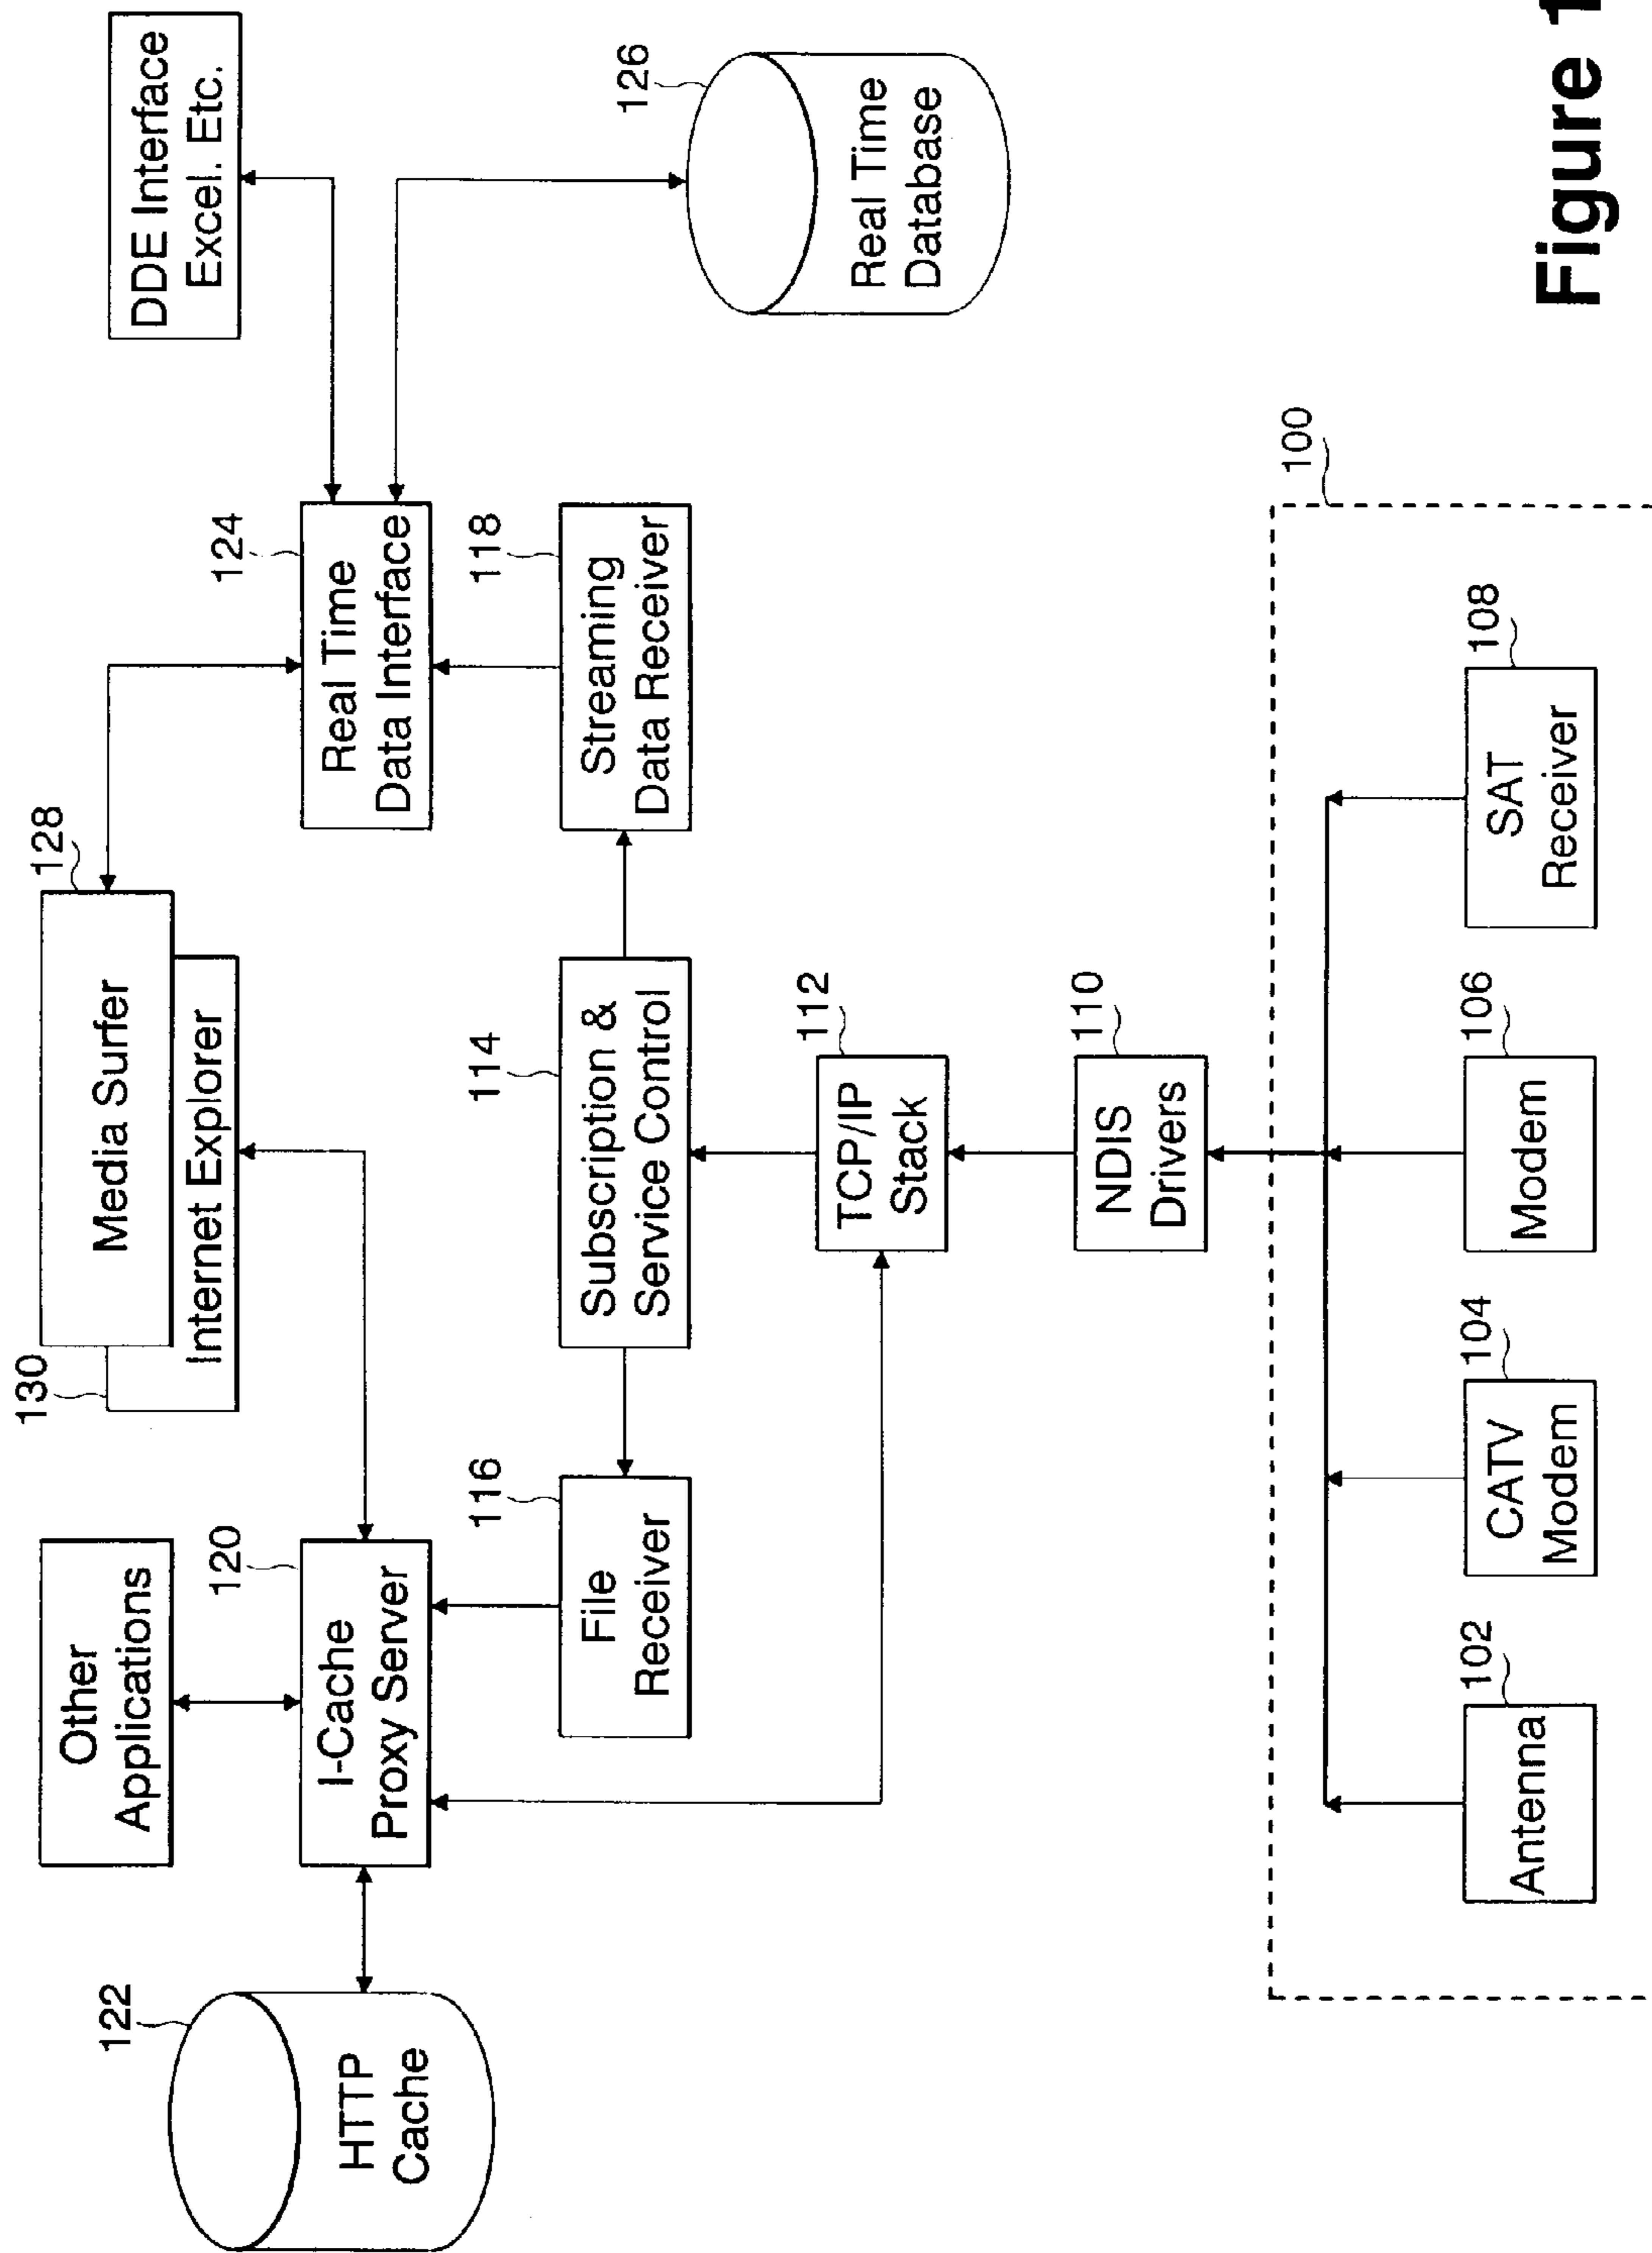 130
128
Media Surfer
Internet Explorer
Other
Applications
DDE Interface
Excel. Etc.
122
HTTP
Cache
120
I-Cache
Proxy Server
124
Real Time
Data Interface
116
File
Receiver
114
Subscription &
Service Control
118
Streaming
Data Receiver
126
Real Time
Database
112
TCP/IP
Stack
110
NDIS
Drivers
100
102
Antenna
104
CATV
Modem
106
Modem
108
SAT
Receiver
Figure 1